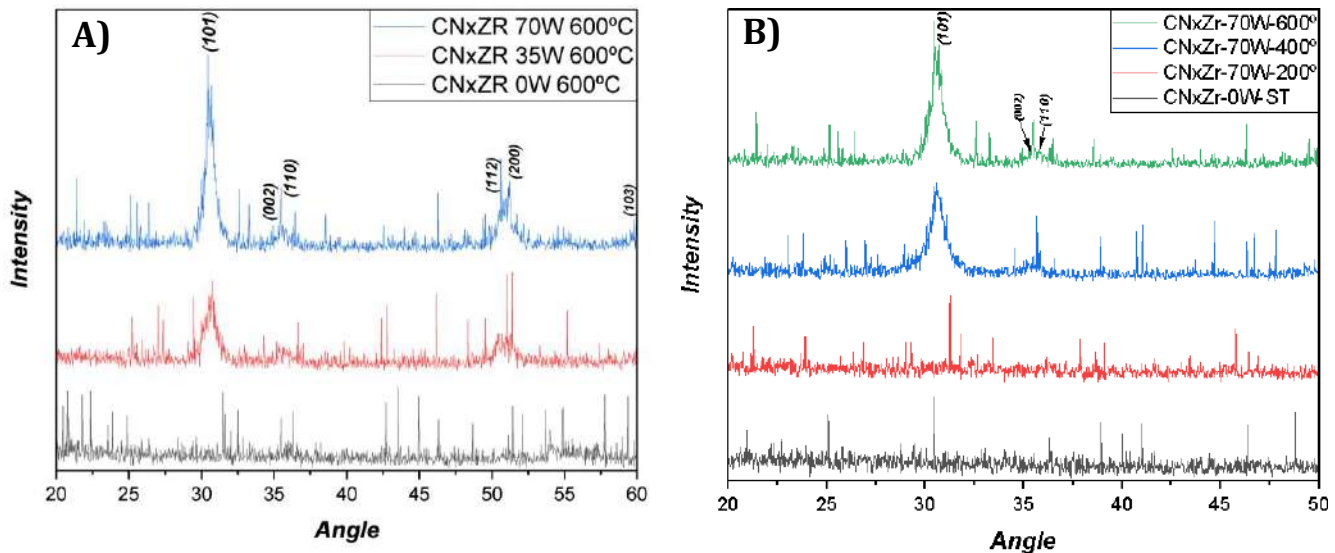 A)
CNxZR 70W 600ºC
CNxZR 35W 600ºC
CNxZR 0W 600ºC
(101)
(002)
(110)
(112)
(200)
(103)
Intensity
20 25 30 35 40 45 50 55 60
Angle
B)
CNxZr-70W-600º
CNxZr-70W-400º
CNxZr-70W-200º
CNxZr-0W-ST
(101)
(002)
(110)
Intensity
20 25 30 35 40 45 50
Angle